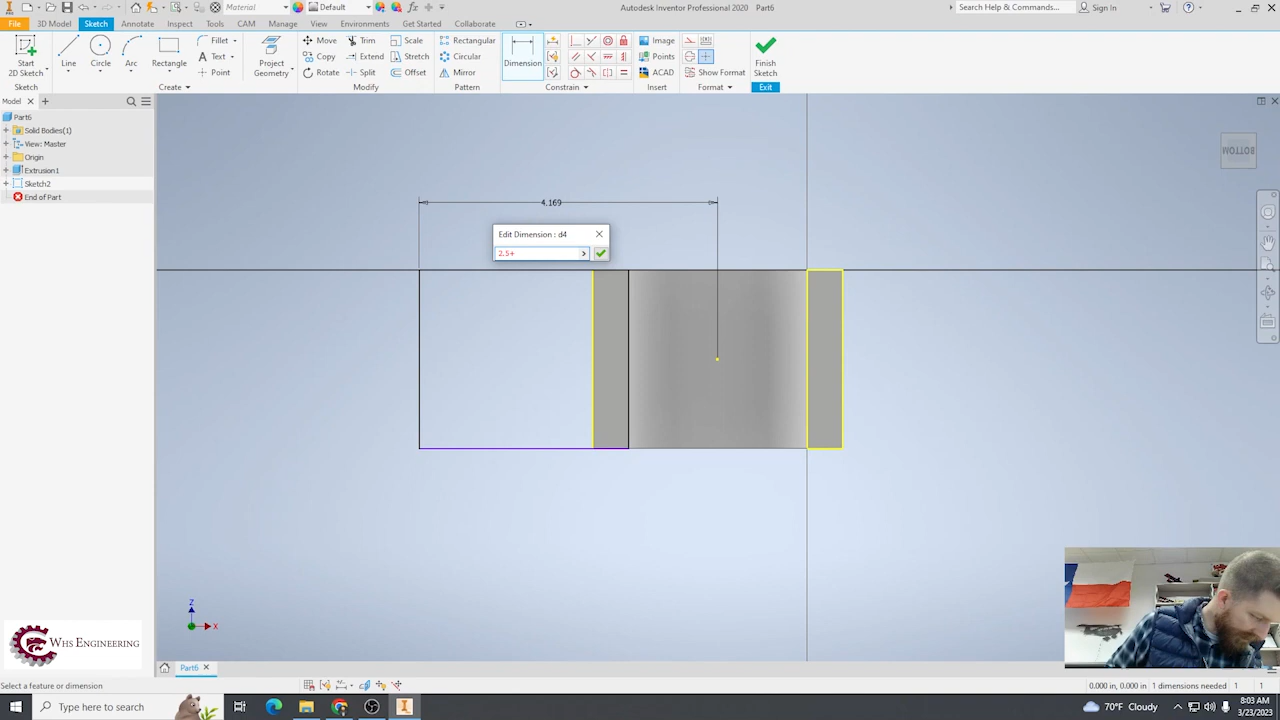 Material
Default
Autodesk Inventor Professional 2020 Part6
Search Help & Commands...
Sign In
File 3D Model Sketch Annotate Inspect Tools CAM Manage View Environments Get Started Collaborate
Start
2D Sketch
Line
Circle
Arc
Rectangle
Fillet
Text
Point
Project
Geometry
Move
Copy
Rotate
Trim
Extend
Split
Scale
Stretch
Offset
Rectangular
Circular
Mirror
Dimension
Image
Points
ACAD
Show Format
Finish
Sketch
Sketch Create Modify Pattern Constrain Insert Format Exit
Model
Part6
Solid Bodies(1)
View: Master
Origin
Extrusion1
Sketch2
End of Part
BOTTOM
4.169
Edit Dimension : d4
2.5+
Z
X
WHS ENGINEERING
Part6
Select a feature or dimension
0.000 in, 0.000 in 1 dimensions needed 1 1
Type here to search
70°F Cloudy
8:03 AM
3/23/2023